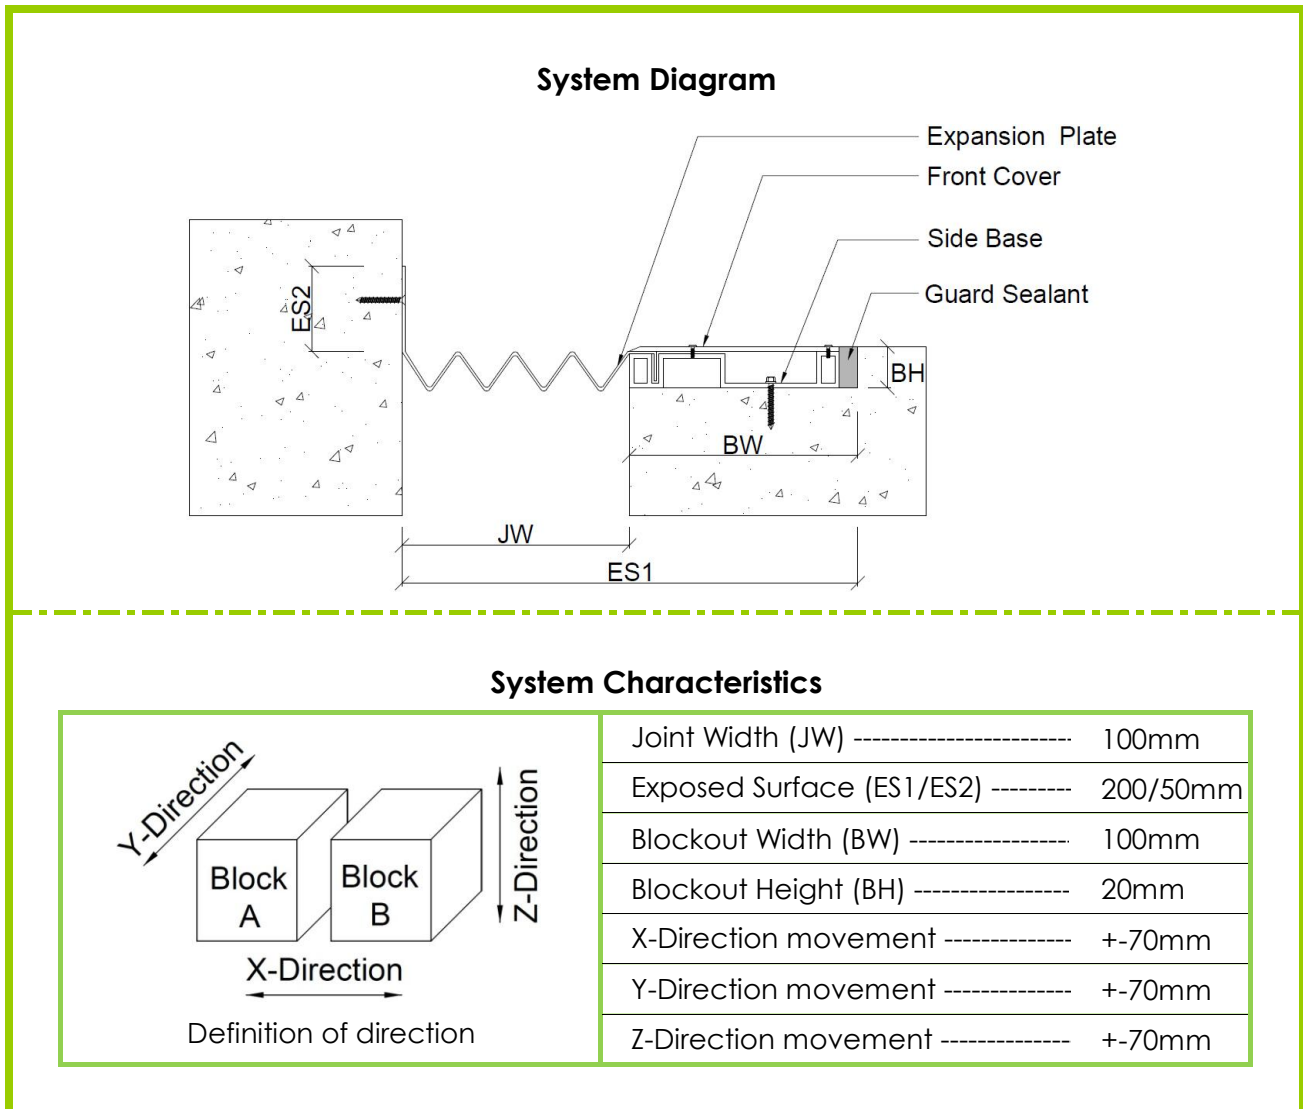 System Diagram
Expansion Plate
Front Cover
Side Base
Guard Sealant
ES2
BH
BW
JW
ES1
System Characteristics
Y-Direction
Block
A
Block
B
Z-Direction
X-Direction
Definition of direction
Joint Width (JW) ------------------------ 100mm
Exposed Surface (ES1/ES2) --------- 200/50mm
Blockout Width (BW) ------------------ 100mm
Blockout Height (BH) ----------------- 20mm
X-Direction movement -------------- +-70mm
Y-Direction movement -------------- +-70mm
Z-Direction movement -------------- +-70mm